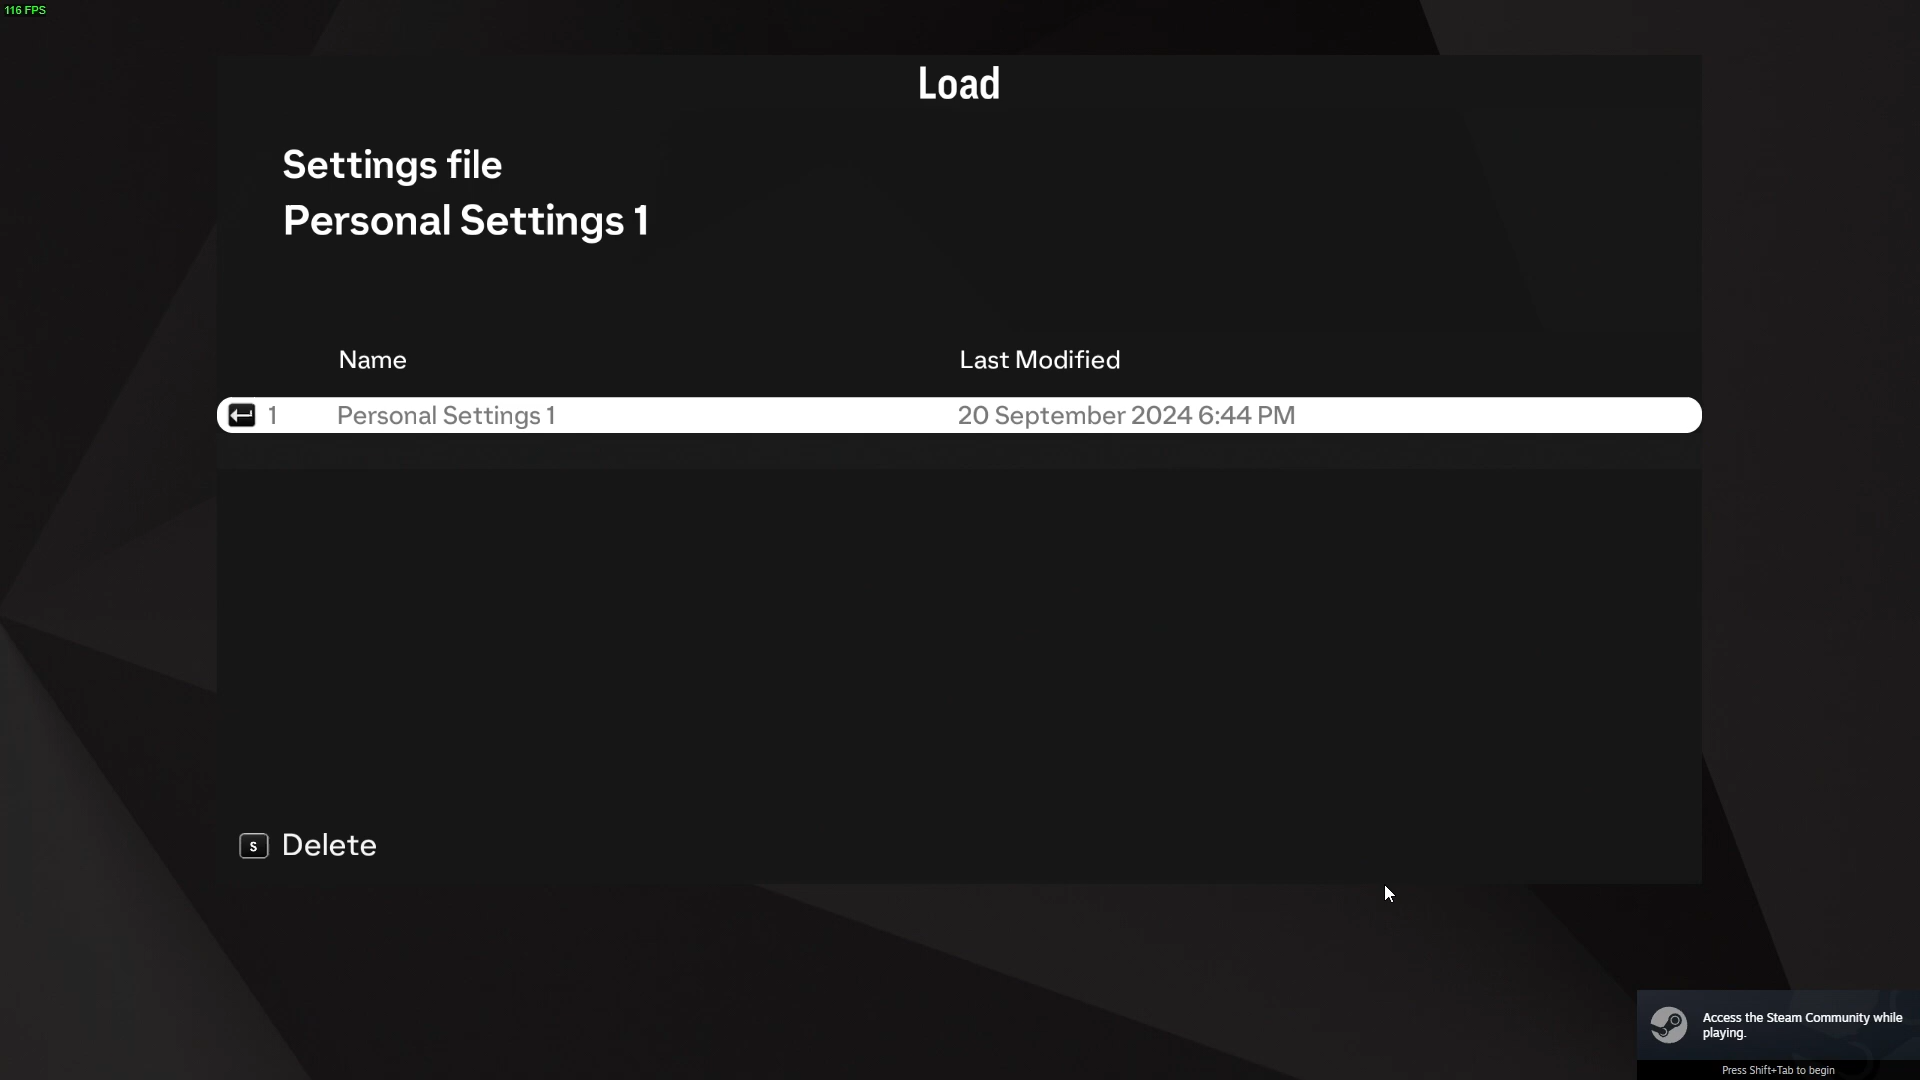 116 FPS
Load
Settings file
Personal Settings 1
Name Last Modified
1 Personal Settings 1 20 September 2024 6:44 PM
S Delete
Access the Steam Community while
playing.
Press Shift+Tab to begin